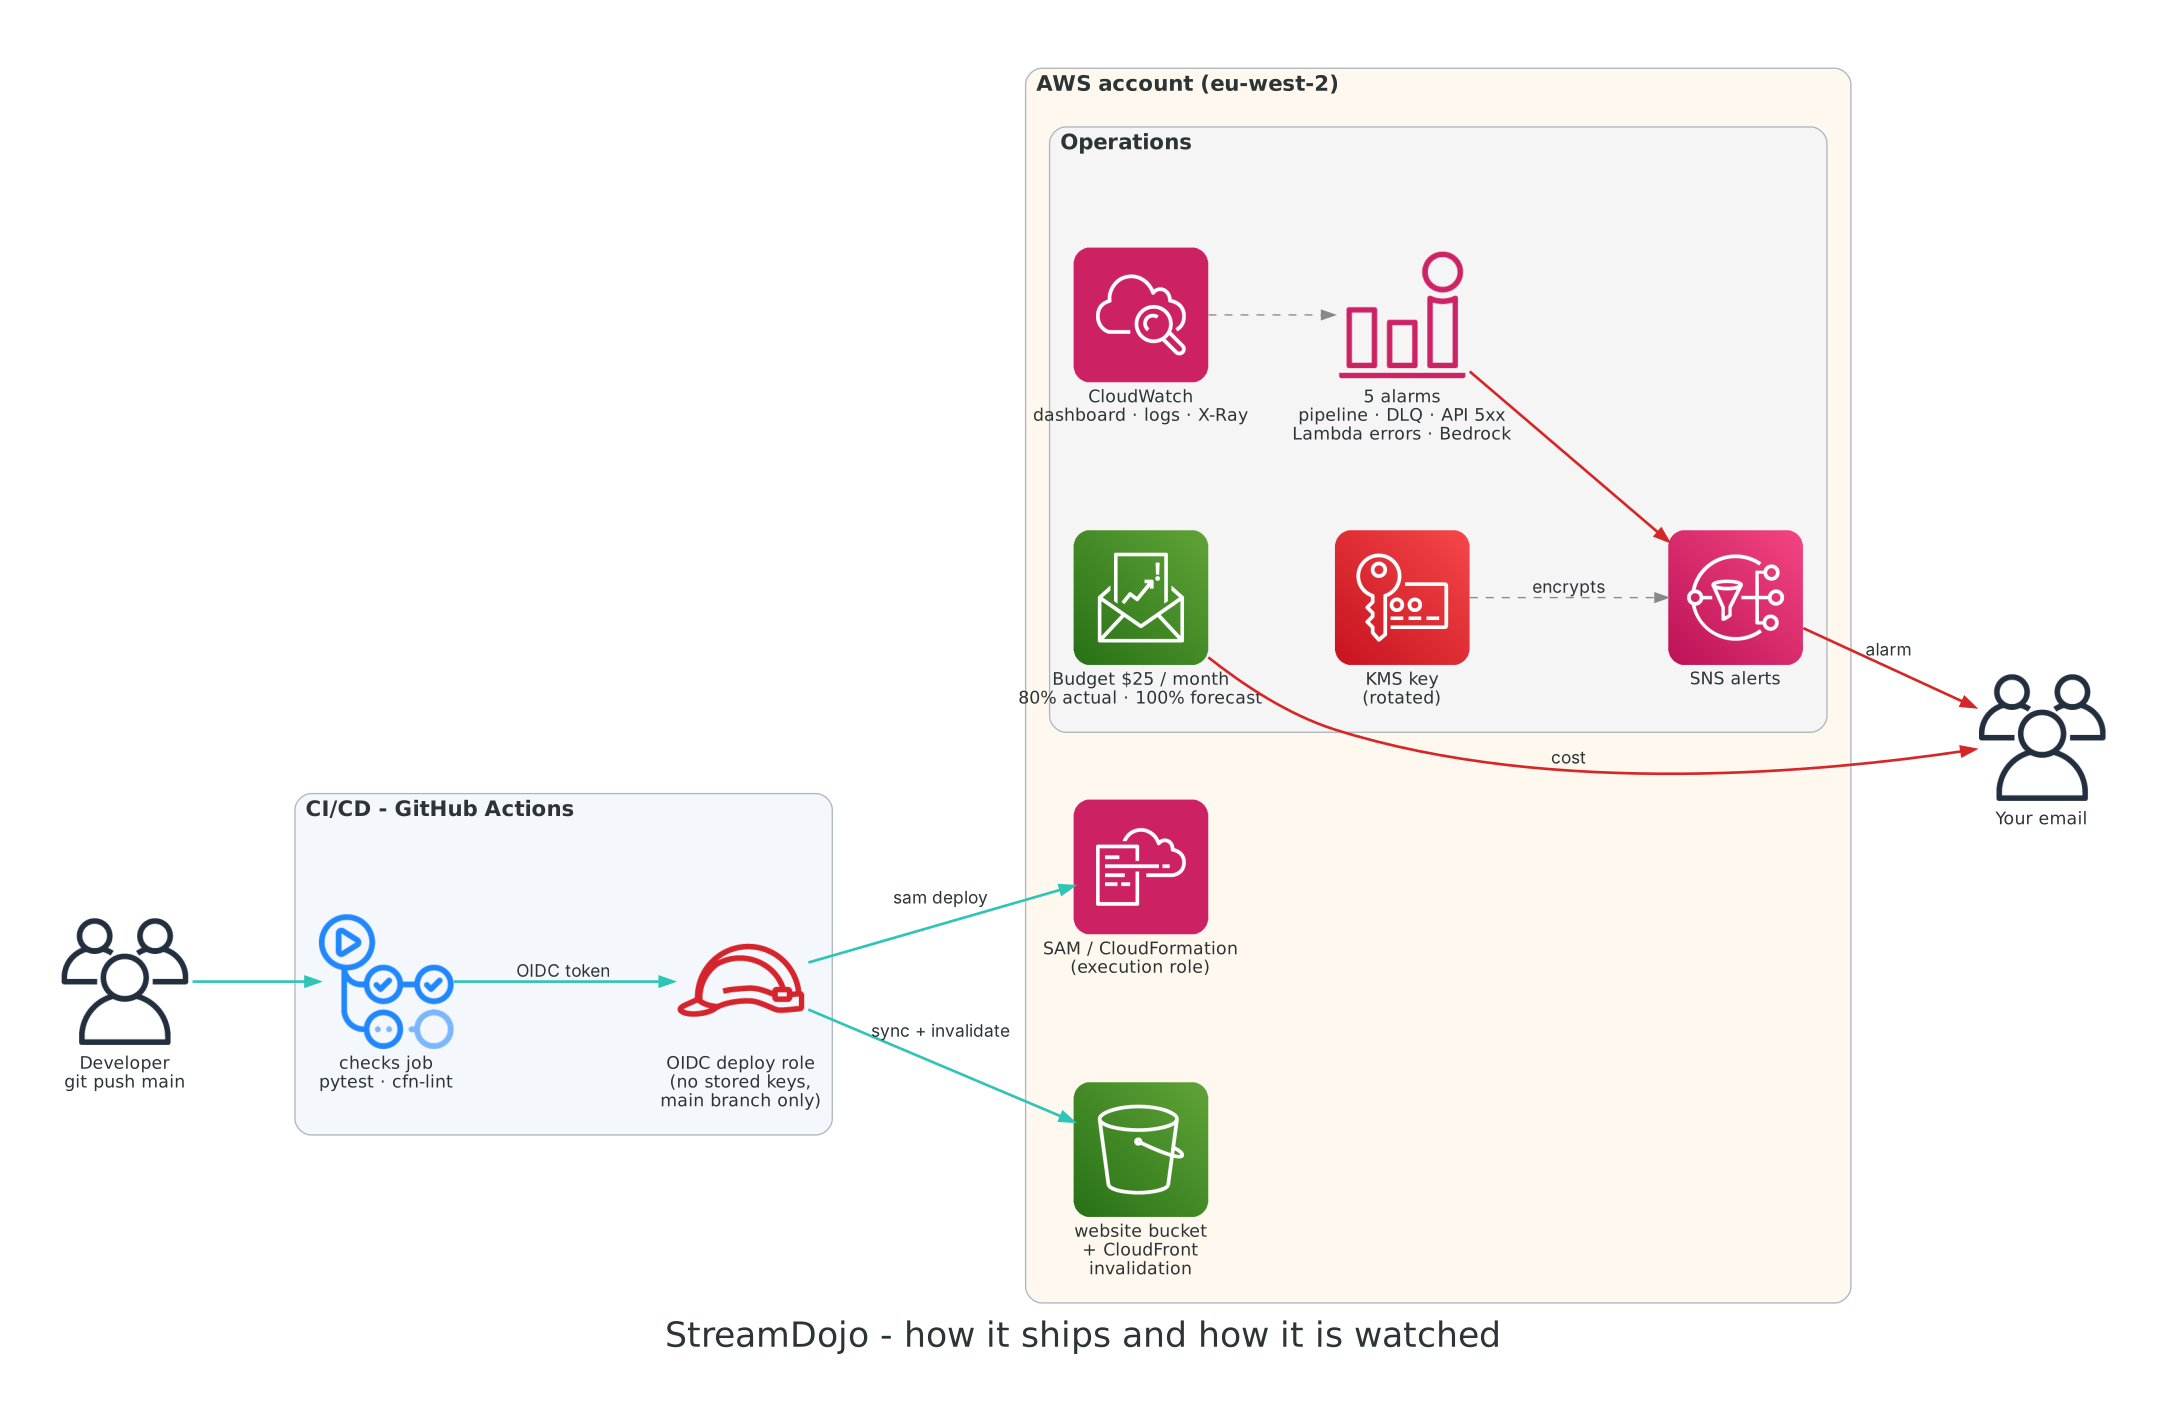 AWS account (eu-west-2)
Operations
CloudWatch
dashboard · logs · X-Ray
5 alarms
pipeline · DLQ · API 5xx
Lambda errors · Bedrock
Budget $25 / month
80% actual · 100% forecast
KMS key
(rotated)
encrypts
SNS alerts
alarm
cost
Your email
CI/CD - GitHub Actions
Developer
git push main
checks job
pytest · cfn-lint
OIDC token
OIDC deploy role
(no stored keys,
main branch only)
sam deploy
sync + invalidate
SAM / CloudFormation
(execution role)
website bucket
+ CloudFront
invalidation
StreamDojo - how it ships and how it is watched